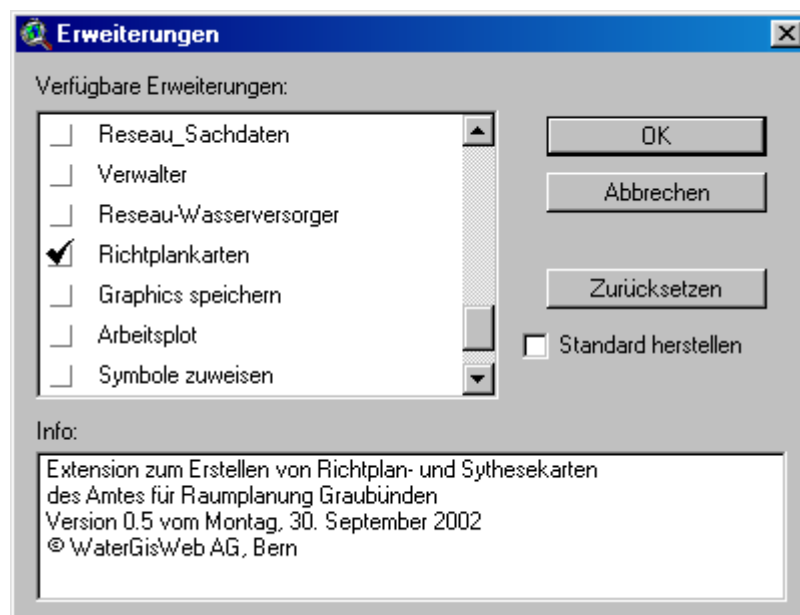 Erweiterungen
Verfügbare Erweiterungen:
Reseau_Sachdaten
Verwalter
Reseau-Wasserversorger
Richtplankarten
Graphics speichern
Arbeitsplot
Symbole zuweisen
OK
Abbrechen
Zurücksetzen
Standard herstellen
Info:
Extension zum Erstellen von Richtplan- und Sythesekarten
des Amtes für Raumplanung Graubünden
Version 0.5 vom Montag, 30. September 2002
© WaterGisWeb AG, Bern